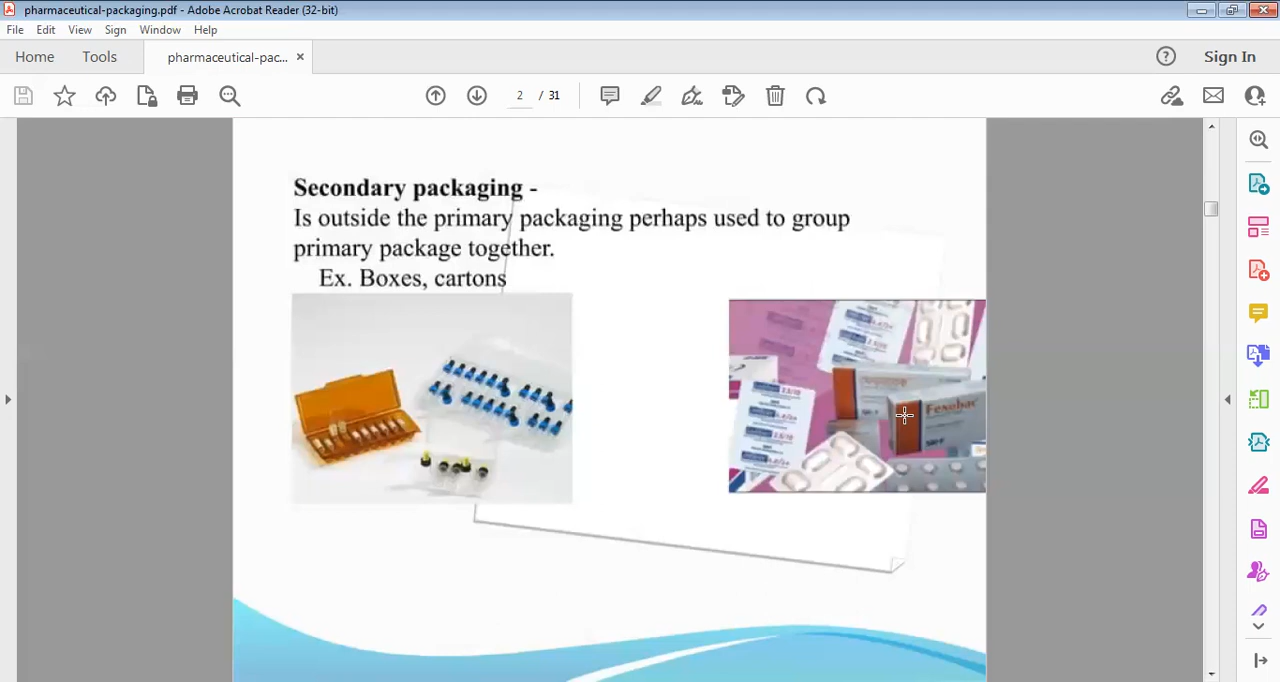 pharmaceutical-packaging.pdf - Adobe Acrobat Reader (32-bit)
File Edit View Sign Window Help
Home Tools pharmaceutical-pac... × Sign In
2 / 31
Secondary packaging -
Is outside the primary packaging perhaps used to group
primary package together.
Ex. Boxes, cartons